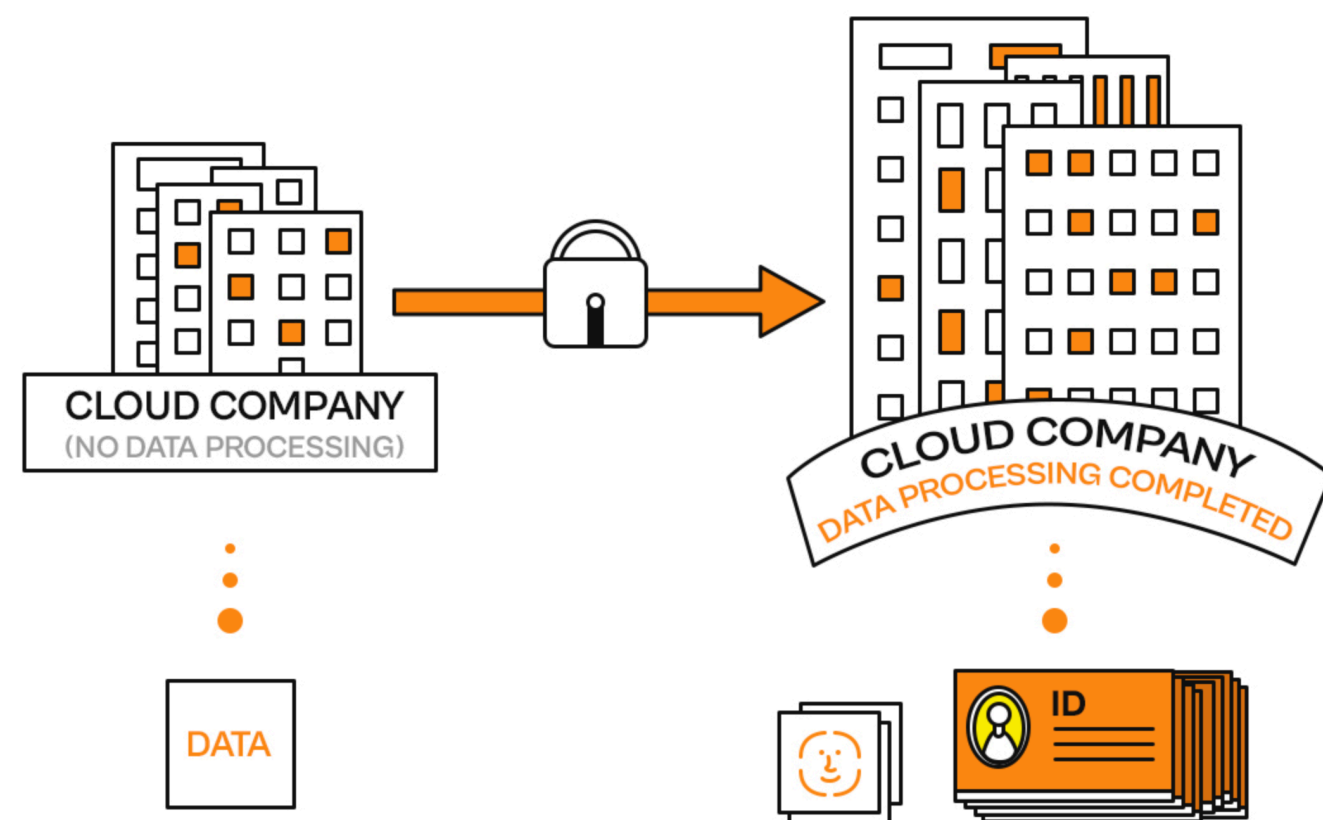 CLOUD COMPANY
(NO DATA PROCESSING)
CLOUD COMPANY
DATA PROCESSING COMPLETED
DATA
ID